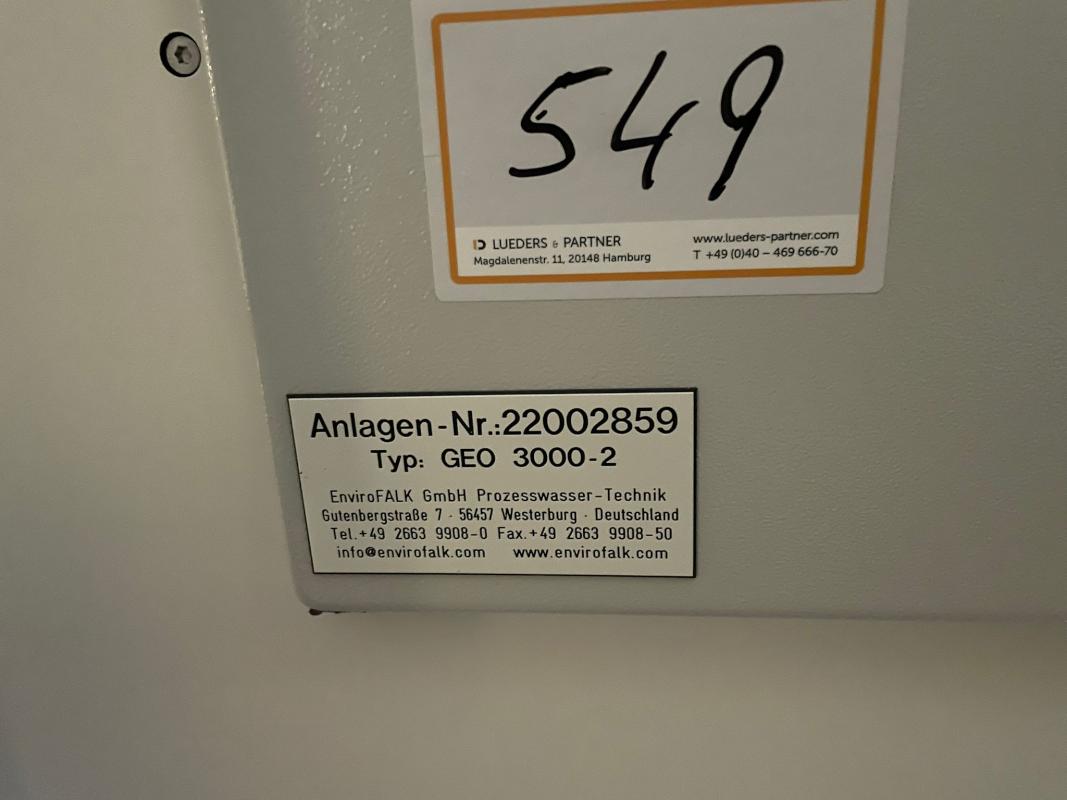 549
LUEDERS & PARTNER
Magdalenenstr. 11, 20148 Hamburg
www.lueders-partner.com
T +49 (0)40 – 469 666-70
Anlagen-Nr.:22002859
Typ: GEO 3000-2
EnviroFALK GmbH Prozesswasser-Technik
Gutenbergstraße 7 · 56457 Westerburg · Deutschland
Tel.+49 2663 9908-0 Fax.+49 2663 9908-50
info@envirofalk.com www.envirofalk.com